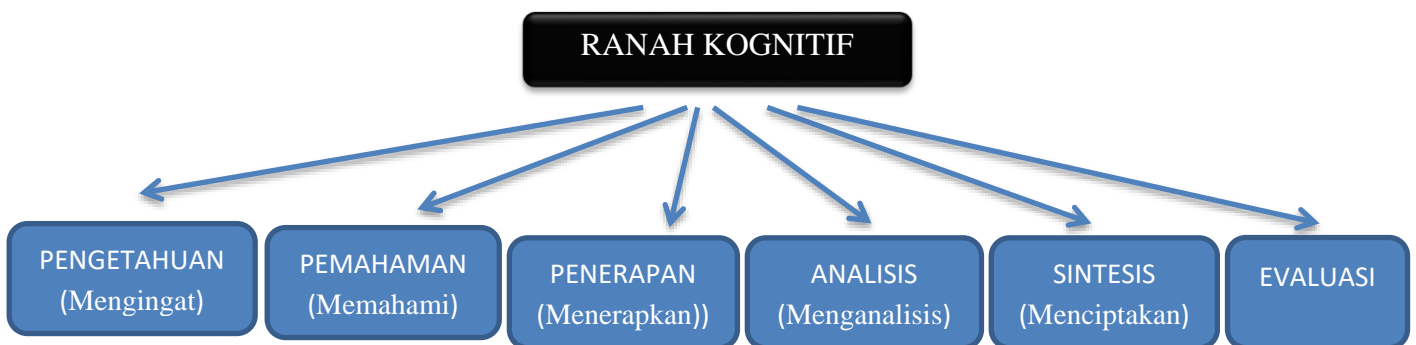 RANAH KOGNITIF
PENGETAHUAN
(Mengingat)
PEMAHAMAN
(Memahami)
PENERAPAN
(Menerapkan))
ANALISIS
(Menganalisis)
SINTESIS
(Menciptakan)
EVALUASI